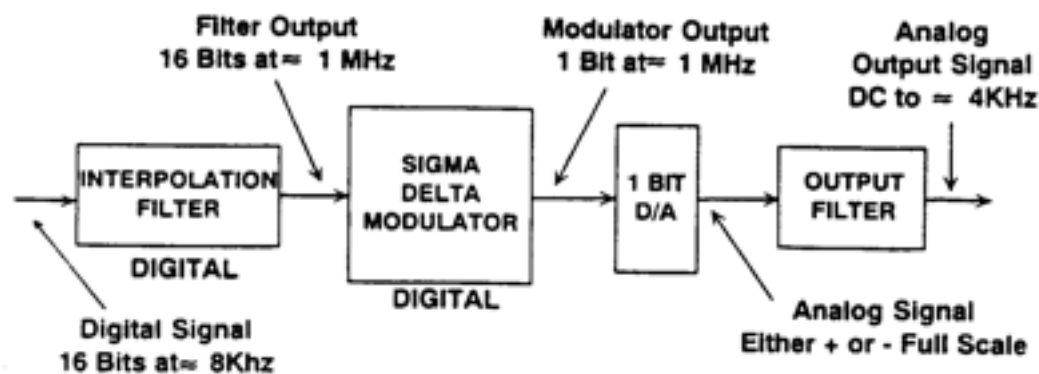 Filter Output
16 Bits at≈ 1 MHz
Modulator Output
1 Bit at≈ 1 MHz
Analog
Output Signal
DC to ≈ 4KHz
INTERPOLATION
FILTER
DIGITAL
SIGMA
DELTA
MODULATOR
DIGITAL
1 BIT
D/A
OUTPUT
FILTER
Digital Signal
16 Bits at≈ 8Khz
Analog Signal
Either + or - Full Scale